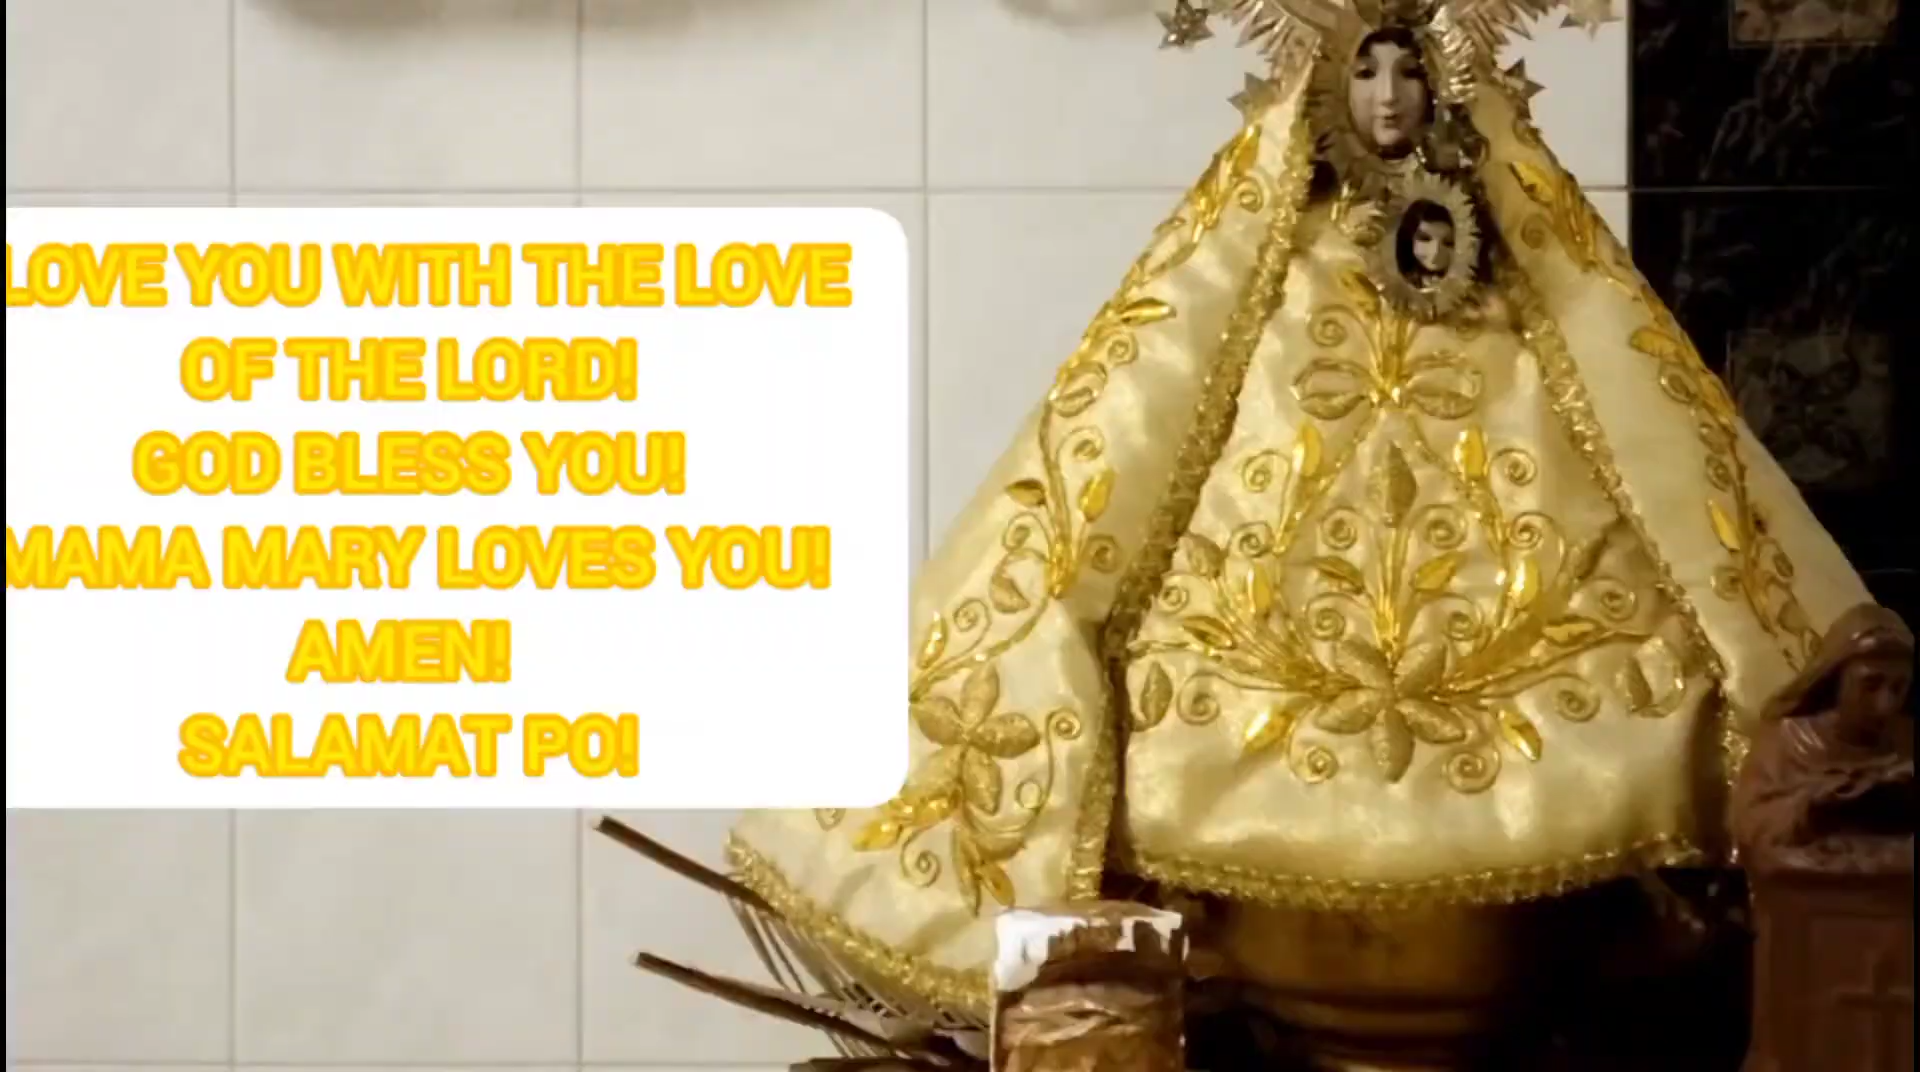 LOVE YOU WITH THE LOVE
OF THE LORD!
GOD BLESS YOU!
MAMA MARY LOVES YOU!
AMEN!
SALAMAT PO!